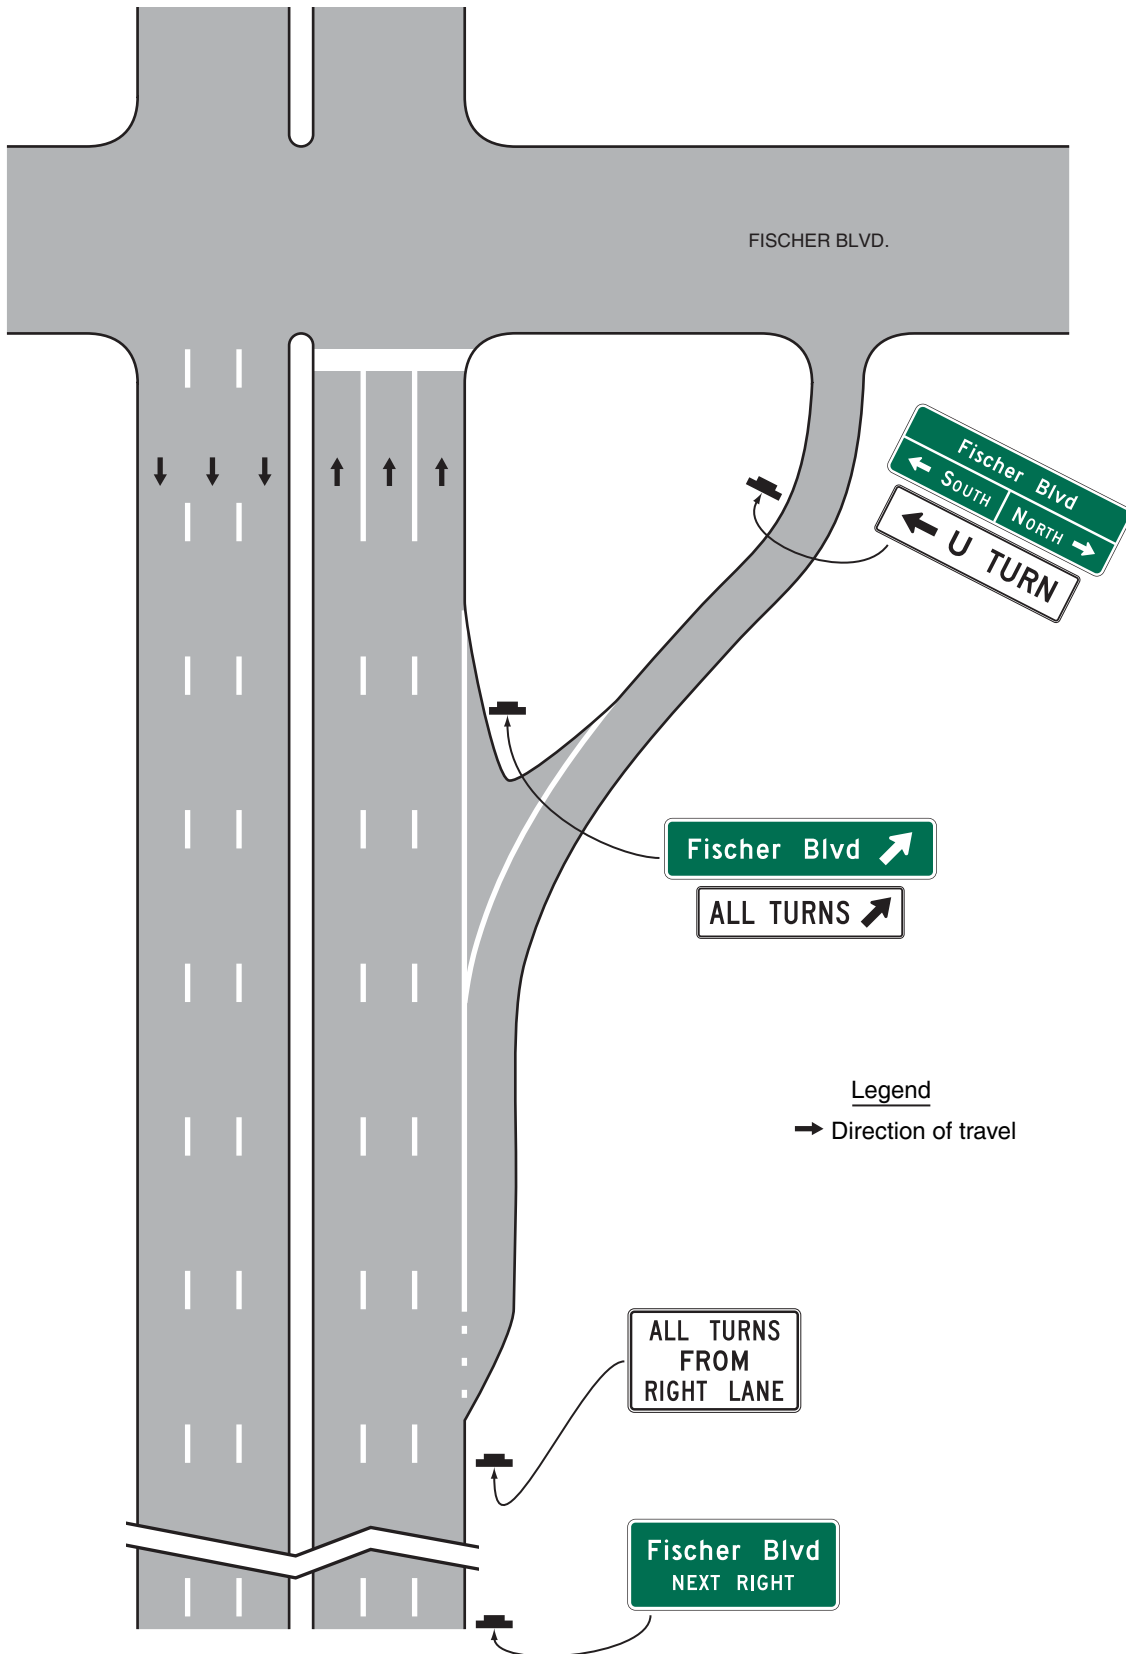 FISCHER BLVD.
Fischer Blvd
SOUTH NORTH
U TURN
Fischer Blvd
ALL TURNS
Legend
Direction of travel
ALL TURNS
FROM
RIGHT LANE
Fischer Blvd
NEXT RIGHT